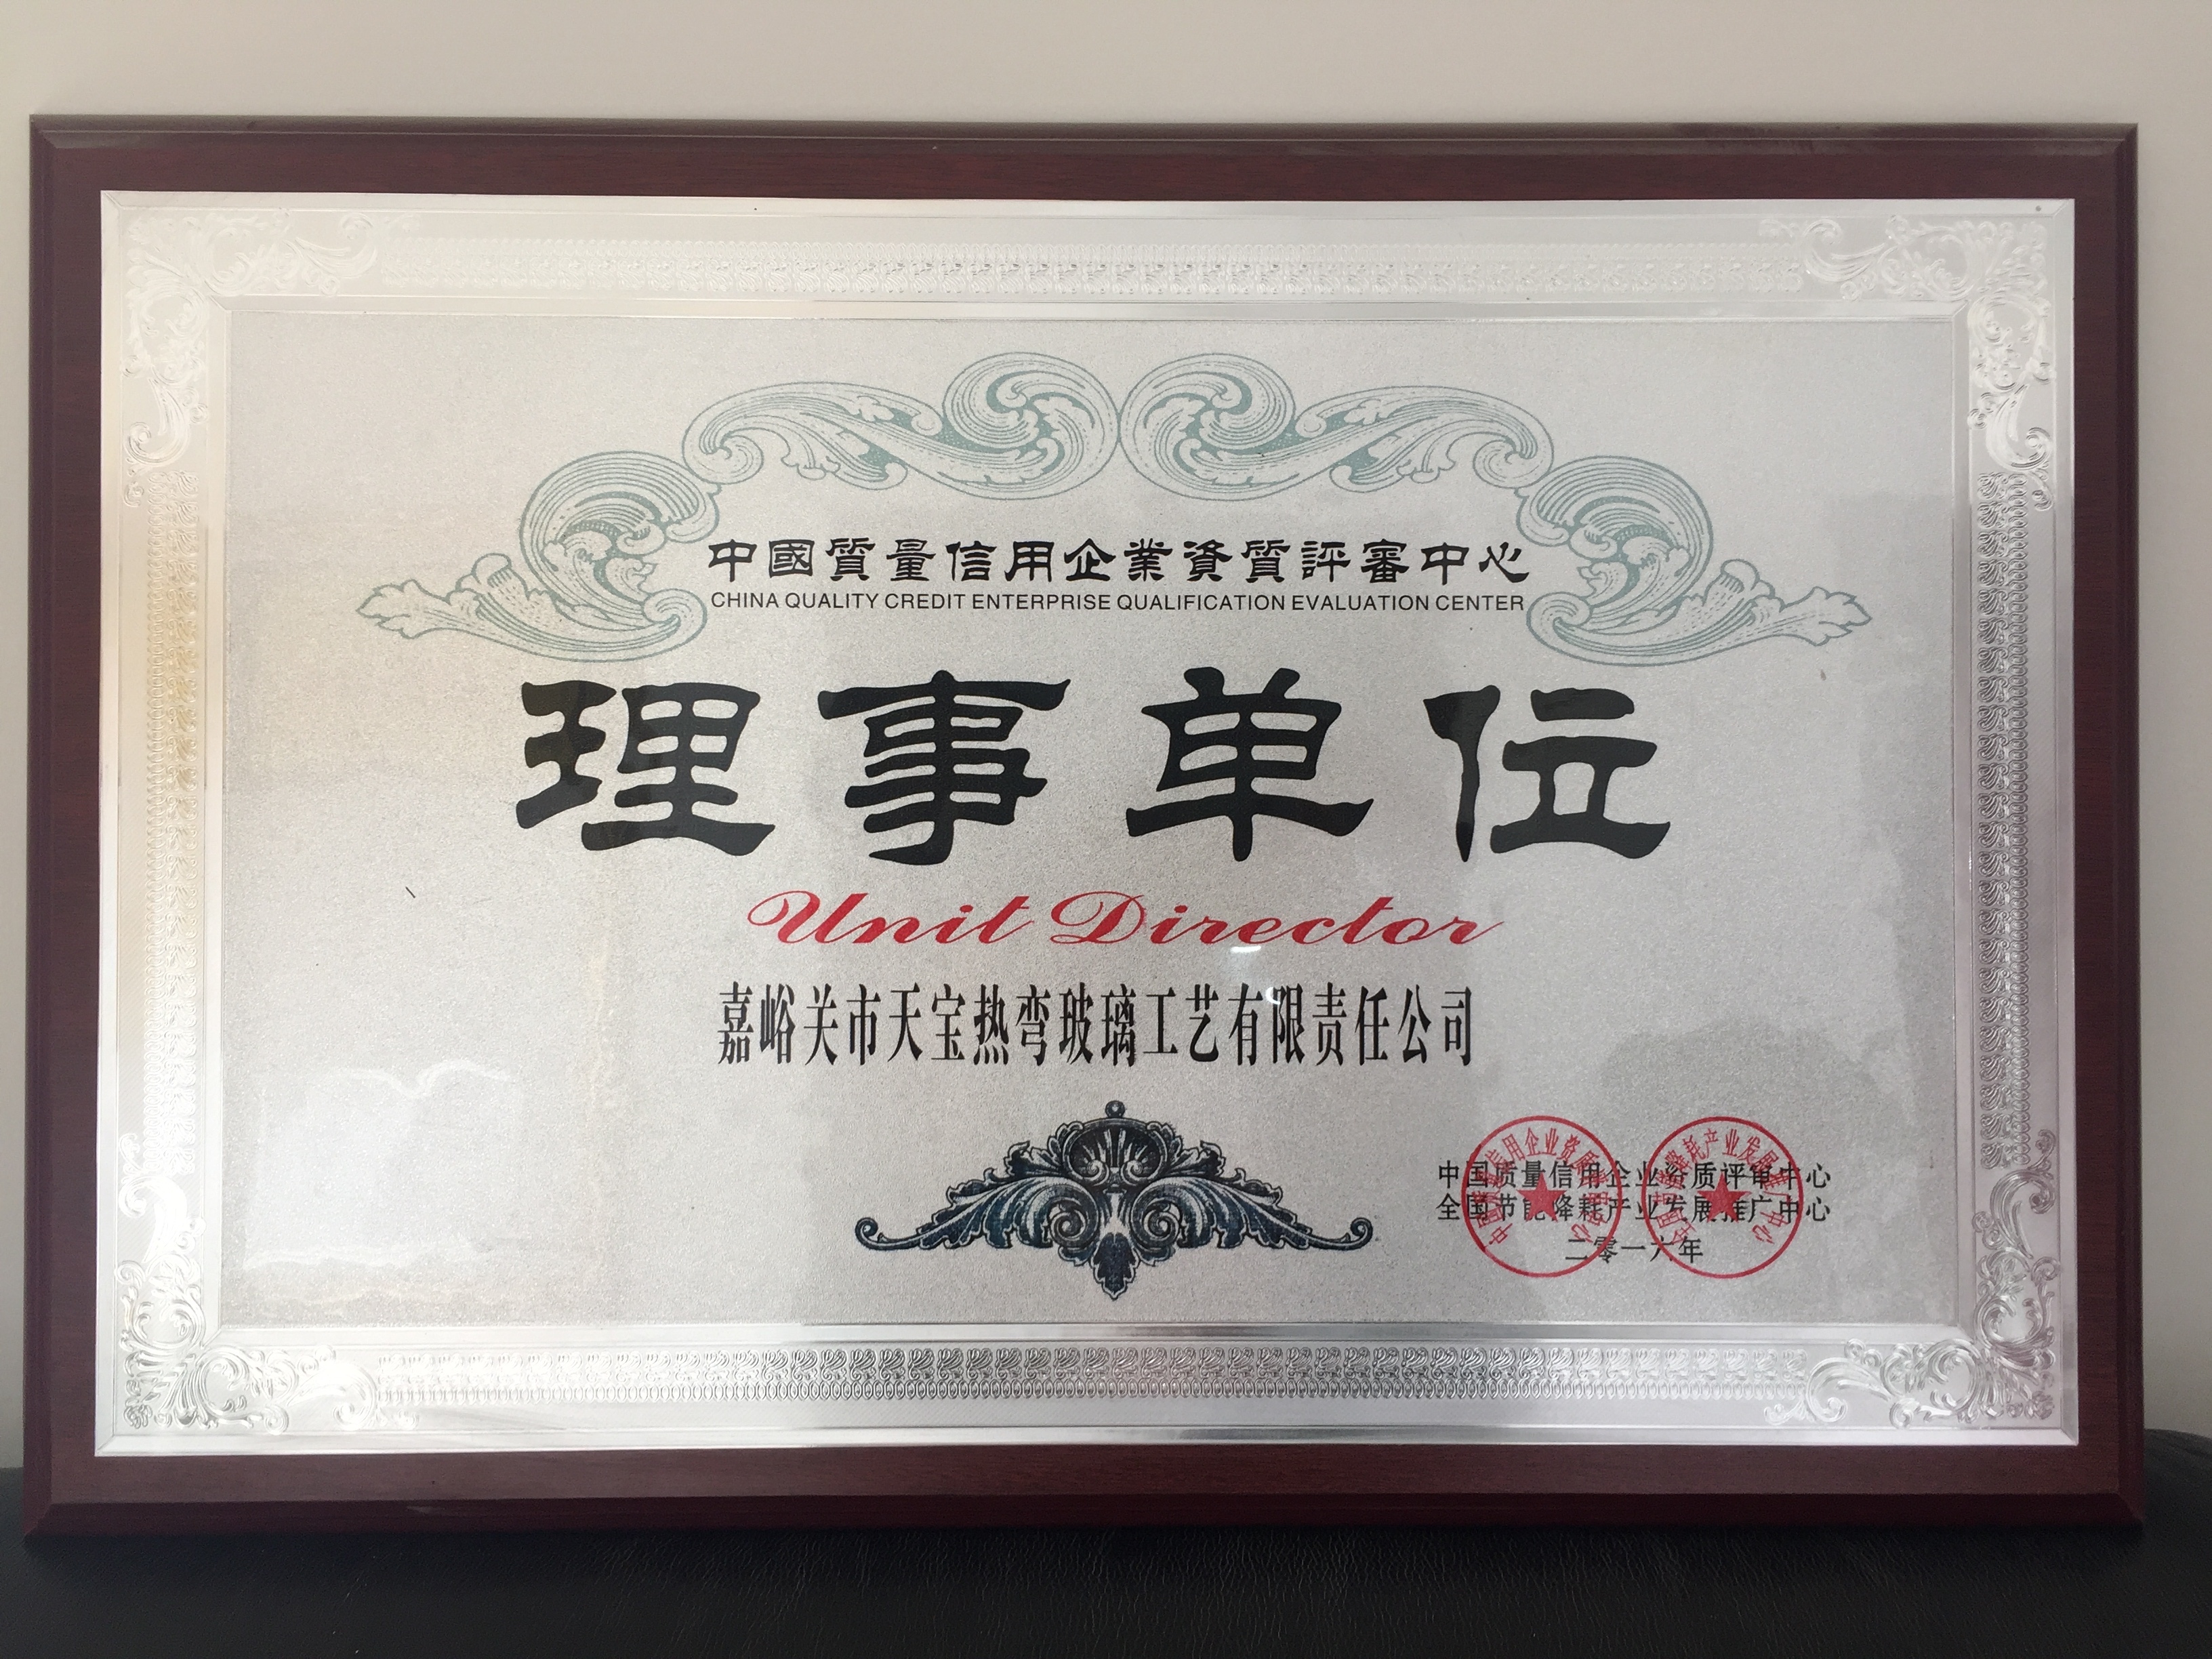 中國質量信用企業資質評審中心
CHINA QUALITY CREDIT ENTERPRISE QUALIFICATION EVALUATION CENTER
理事单位
Unit Director
嘉峪关市天宝热弯玻璃工艺有限责任公司
中国质量信用企业资质评审中心
全国节能降耗产业发展推广中心
二零一六年